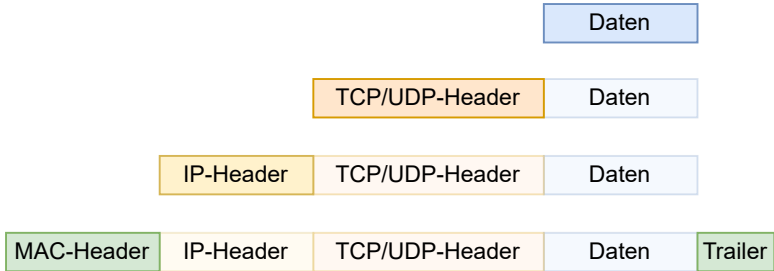 Daten
TCP/UDP-Header Daten
IP-Header TCP/UDP-Header Daten
MAC-Header IP-Header TCP/UDP-Header Daten Trailer